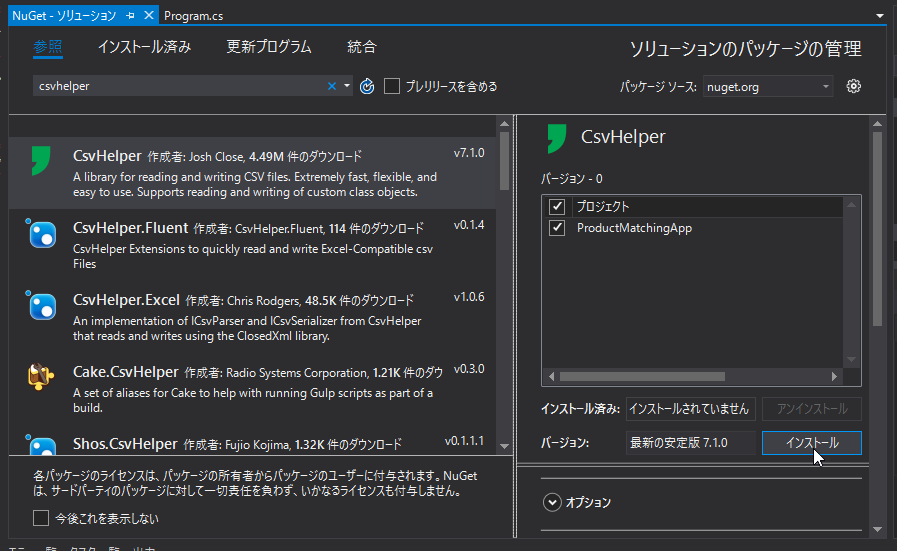 NuGet - ソリューション
Program.cs
参照 インストール済み 更新プログラム 統合
ソリューションのパッケージの管理
csvhelper
プレリリースを含める
パッケージ ソース: nuget.org
CsvHelper 作成者: Josh Close, 4.49M 件のダウンロード
v7.1.0
A library for reading and writing CSV files. Extremely fast, flexible, and
easy to use. Supports reading and writing of custom class objects.
CsvHelper.Fluent 作成者: CsvHelper.Fluent, 114 件のダウンロード
v0.1.4
CsvHelper Extensions to quickly read and write Excel-Compatible csv
Files
CsvHelper.Excel 作成者: Chris Rodgers, 48.5K 件のダウンロード
v1.0.6
An implementation of ICsvParser and ICsvSerializer from CsvHelper
that reads and writes using the ClosedXml library.
Cake.CsvHelper 作成者: Radio Systems Corporation, 1.21K 件のダウ
v0.3.0
A set of aliases for Cake to help with running Gulp scripts as part of a
build.
Shos.CsvHelper 作成者: Fujio Kojima, 1.32K 件のダウンロード
v0.1.1.1
各パッケージのライセンスは、パッケージの所有者からパッケージのユーザーに付与されます。NuGet
は、サードパーティのパッケージに対して一切責任を負わず、いかなるライセンスも付与しません。
今後これを表示しない
CsvHelper
バージョン - 0
プロジェクト
ProductMatchingApp
インストール済み: インストールされていません アンインストール
バージョン: 最新の安定版 7.1.0 インストール
オプション